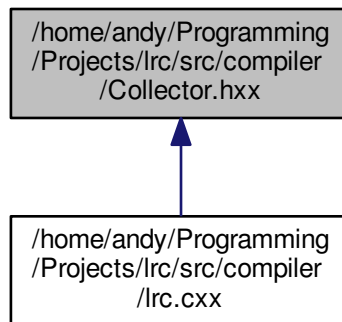 /home/andy/Programming
/Projects/lrc/src/compiler
/Collector.hxx
/home/andy/Programming
/Projects/lrc/src/compiler
/lrc.cxx